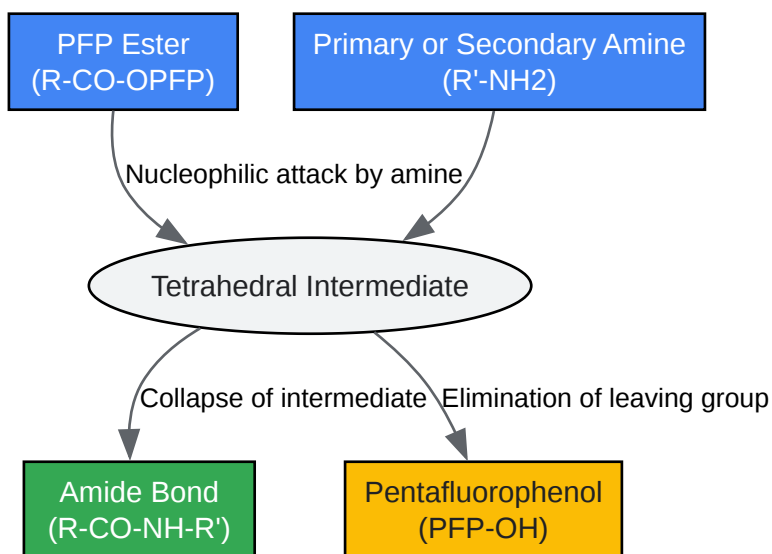 PFP Ester
(R-CO-OPFP)
Primary or Secondary Amine
(R'-NH2)
Nucleophilic attack by amine
Tetrahedral Intermediate
Collapse of intermediate
Elimination of leaving group
Amide Bond
(R-CO-NH-R')
Pentafluorophenol
(PFP-OH)